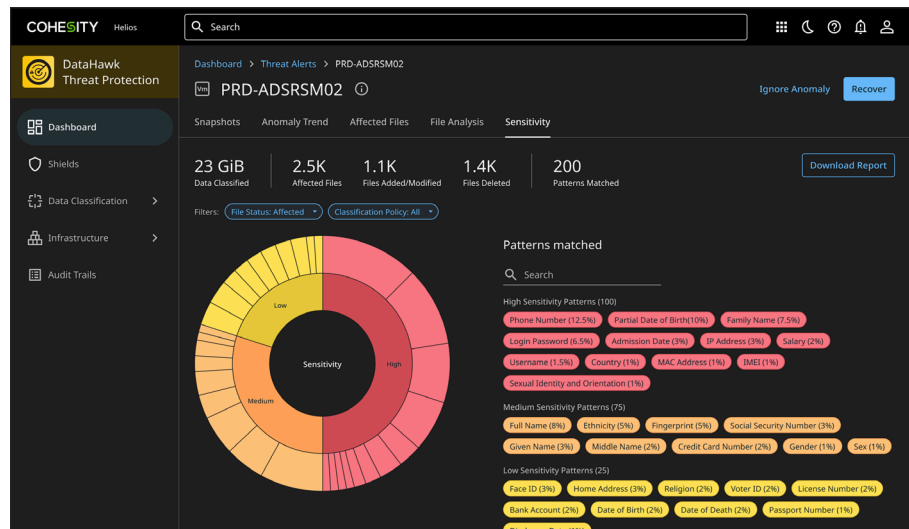 COHESITY Helios
Search
DataHawk
Threat Protection
Dashboard
Shields
Data Classification
Infrastructure
Audit Trails
Dashboard > Threat Alerts > PRD-ADSRSM02
Vm PRD-ADSRSM02
Ignore Anomaly
Recover
Snapshots Anomaly Trend Affected Files File Analysis Sensitivity
23 GiB 2.5K 1.1K 1.4K 200
Data Classified Affected Files Files Added/Modified Files Deleted Patterns Matched
Download Report
Filters: File Status: Affected Classification Policy: All
Low
Sensitivity
High
Medium
Patterns matched
Search
High Sensitivity Patterns (100)
Phone Number (12.5%) Partial Date of Birth(10%) Family Name (7.5%)
Login Password (6.5%) Admission Date (3%) IP Address (3%) Salary (2%)
Username (1.5%) Country (1%) MAC Address (1%) IMEI (1%)
Sexual Identity and Orientation (1%)
Medium Sensitivity Patterns (75)
Full Name (8%) Ethnicity (5%) Fingerprint (5%) Social Security Number (3%)
Given Name (3%) Middle Name (2%) Credit Card Number (2%) Gender (1%) Sex (1%)
Low Sensitivity Patterns (25)
Face ID (3%) Home Address (3%) Religion (2%) Voter ID (2%) License Number (2%)
Bank Account (2%) Date of Birth (2%) Date of Death (2%) Passport Number (1%)